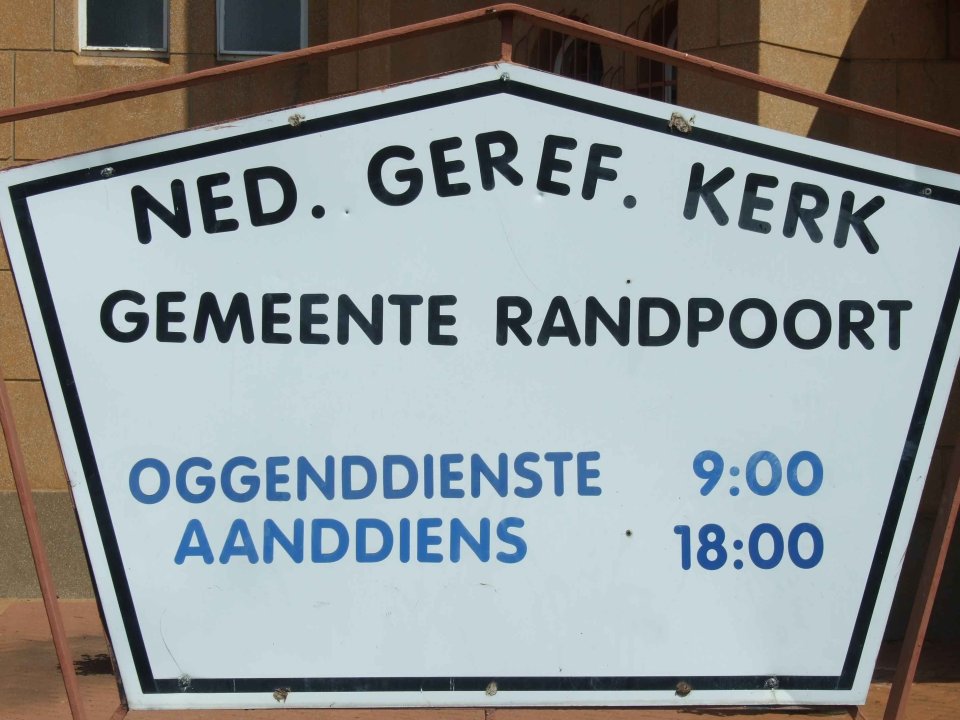 NED. GEREF. KERK
GEMEENTE RANDPOORT
OGGENDDIENSTE 9:00
AANDDIENS 18:00